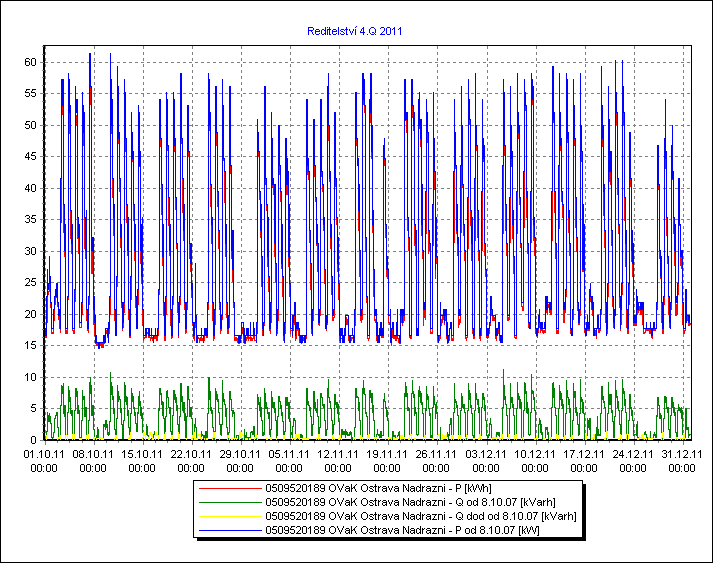 Reditelství 4.Q 2011
60
55
50
45
40
35
30
25
20
15
10
5
0
01.10.11 08.10.11 15.10.11 22.10.11 29.10.11 05.11.11 12.11.11 19.11.11 26.11.11 03.12.11 10.12.11 17.12.11 24.12.11 31.12.11
00:00 00:00 00:00 00:00 00:00 00:00 00:00 00:00 00:00 00:00 00:00 00:00 00:00 00:00
0509520189 OVaK Ostrava Nadrazni - P [kWh]
0509520189 OVaK Ostrava Nadrazni - Q od 8.10.07 [kVarh]
0509520189 OVaK Ostrava Nadrazni - Q dod od 8.10.07 [kVarh]
0509520189 OVaK Ostrava Nadrazni - P od 8.10.07 [kW]